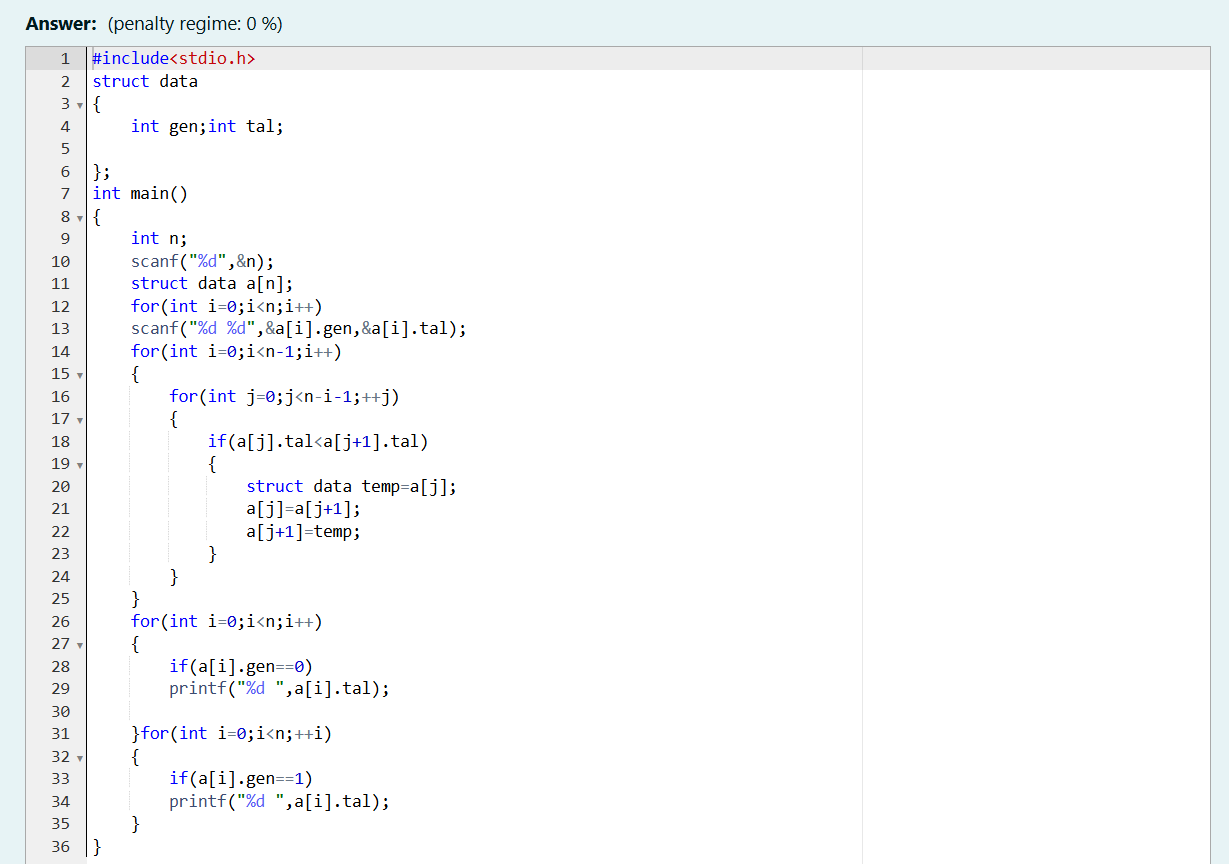 Answer: (penalty regime: 0 %)
1 #include<stdio.h>
2 struct data
3 {
4     int gen;int tal;
5
6 };
7 int main()
8 {
9     int n;
10     scanf("%d",&n);
11     struct data a[n];
12     for(int i=0;i<n;i++)
13     scanf("%d %d",&a[i].gen,&a[i].tal);
14     for(int i=0;i<n-1;i++)
15     {
16         for(int j=0;j<n-i-1;++j)
17         {
18             if(a[j].tal<a[j+1].tal)
19             {
20                 struct data temp=a[j];
21                 a[j]=a[j+1];
22                 a[j+1]=temp;
23             }
24         }
25     }
26     for(int i=0;i<n;i++)
27     {
28         if(a[i].gen==0)
29         printf("%d ",a[i].tal);
30
31     }for(int i=0;i<n;++i)
32     {
33         if(a[i].gen==1)
34         printf("%d ",a[i].tal);
35     }
36 }